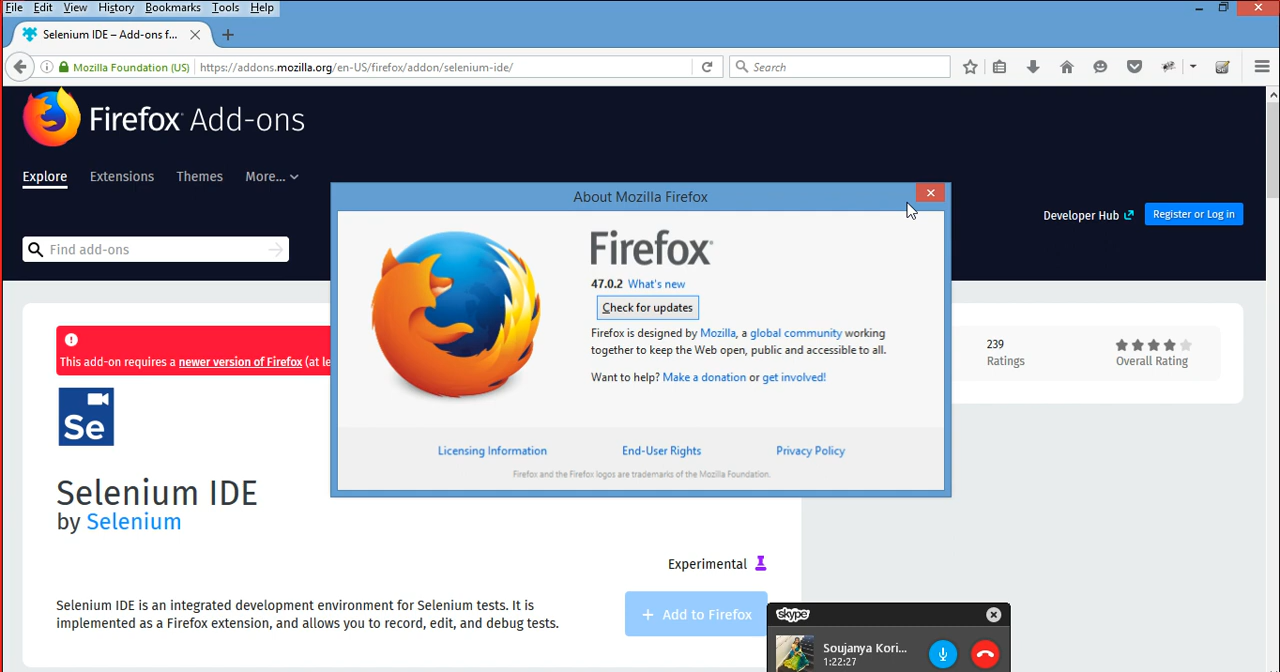 File Edit View History Bookmarks Tools Help
Selenium IDE – Add-ons f...
Mozilla Foundation (US) https://addons.mozilla.org/en-US/firefox/addon/selenium-ide/ Search
Firefox Add-ons
Explore Extensions Themes More...
Developer Hub Register or Log in
Find add-ons
This add-on requires a newer version of Firefox (at le
239
Ratings
Overall Rating
Se
Selenium IDE
by Selenium
Experimental
Selenium IDE is an integrated development environment for Selenium tests. It is
implemented as a Firefox extension, and allows you to record, edit, and debug tests.
+ Add to Firefox
About Mozilla Firefox
Firefox
47.0.2 What's new
Check for updates
Firefox is designed by Mozilla, a global community working
together to keep the Web open, public and accessible to all.
Want to help? Make a donation or get involved!
Licensing Information End-User Rights Privacy Policy
Firefox and the Firefox logos are trademarks of the Mozilla Foundation.
skype
Soujanya Kori...
1:22:27